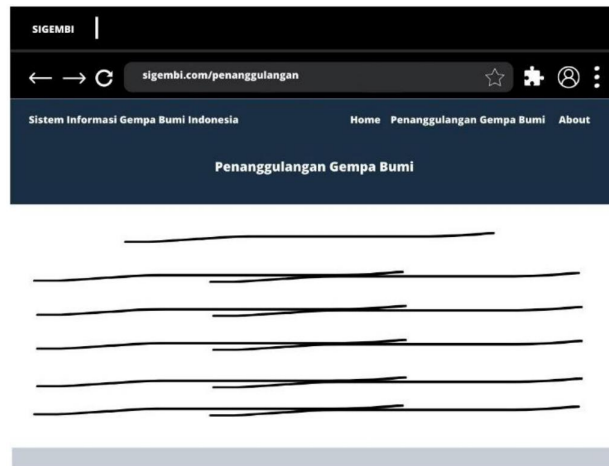 SIGEMBI
sigembi.com/penanggulangan
Sistem Informasi Gempa Bumi Indonesia Home Penanggulangan Gempa Bumi About
Penanggulangan Gempa Bumi